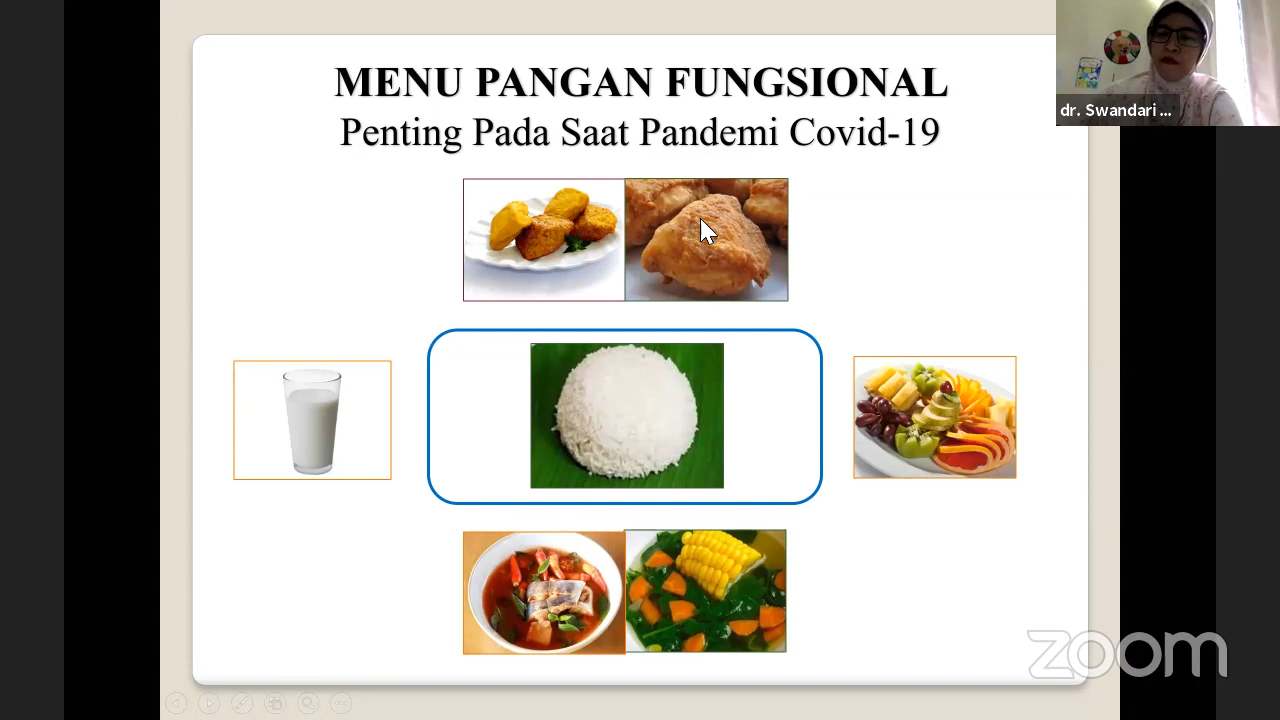 MENU PANGAN FUNGSIONAL
Penting Pada Saat Pandemi Covid-19
dr. Swandari ...
zoom